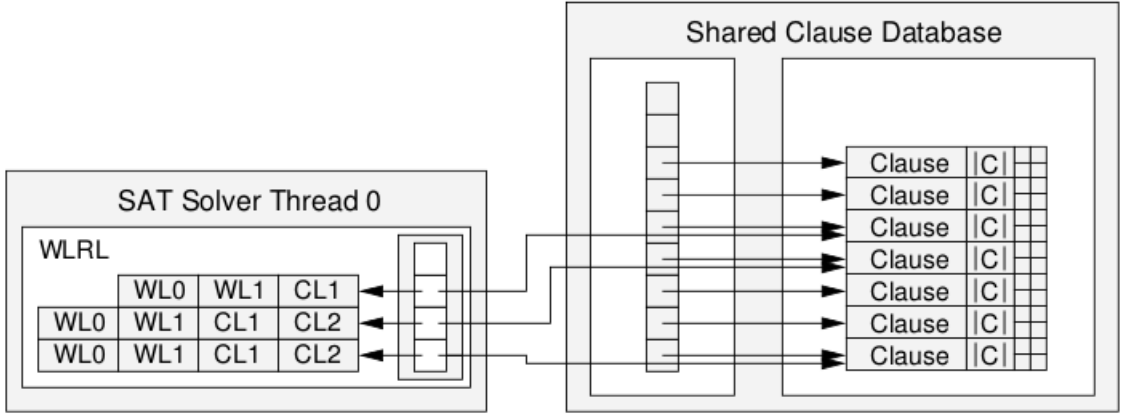 Shared Clause Database
SAT Solver Thread 0
WLRL
WL0 WL1 CL1
WL0 WL1 CL1 CL2
WL0 WL1 CL1 CL2
Clause |C|
Clause |C|
Clause |C|
Clause |C|
Clause |C|
Clause |C|
Clause |C|